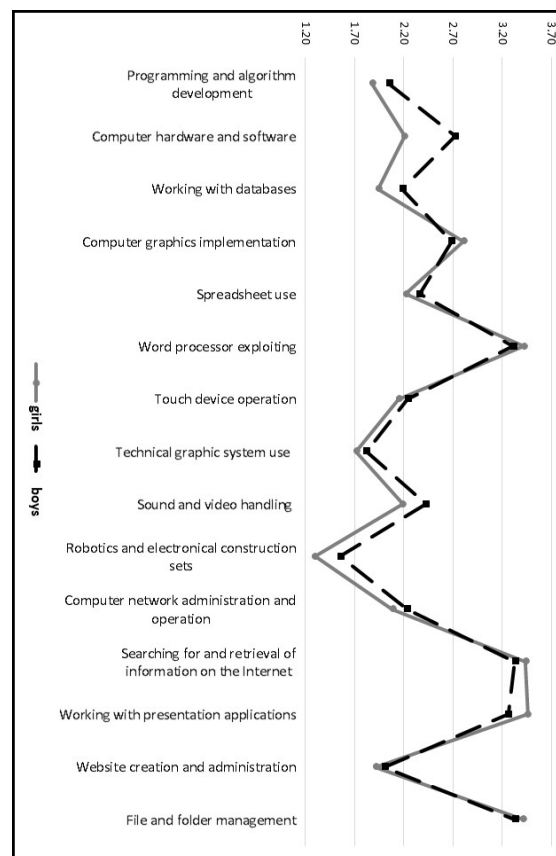 1.20
1.70
2.20
2.70
3.20
3.70
Programming and algorithm
development
Computer hardware and software
Working with databases
Computer graphics implementation
Spreadsheet use
Word processor exploiting
Touch device operation
Technical graphic system use
Sound and video handling
Robotics and electronical construction
sets
Computer network administration and
operation
Searching for and retrieval of
information on the Internet
Working with presentation applications
Website creation and administration
File and folder management
girls
boys